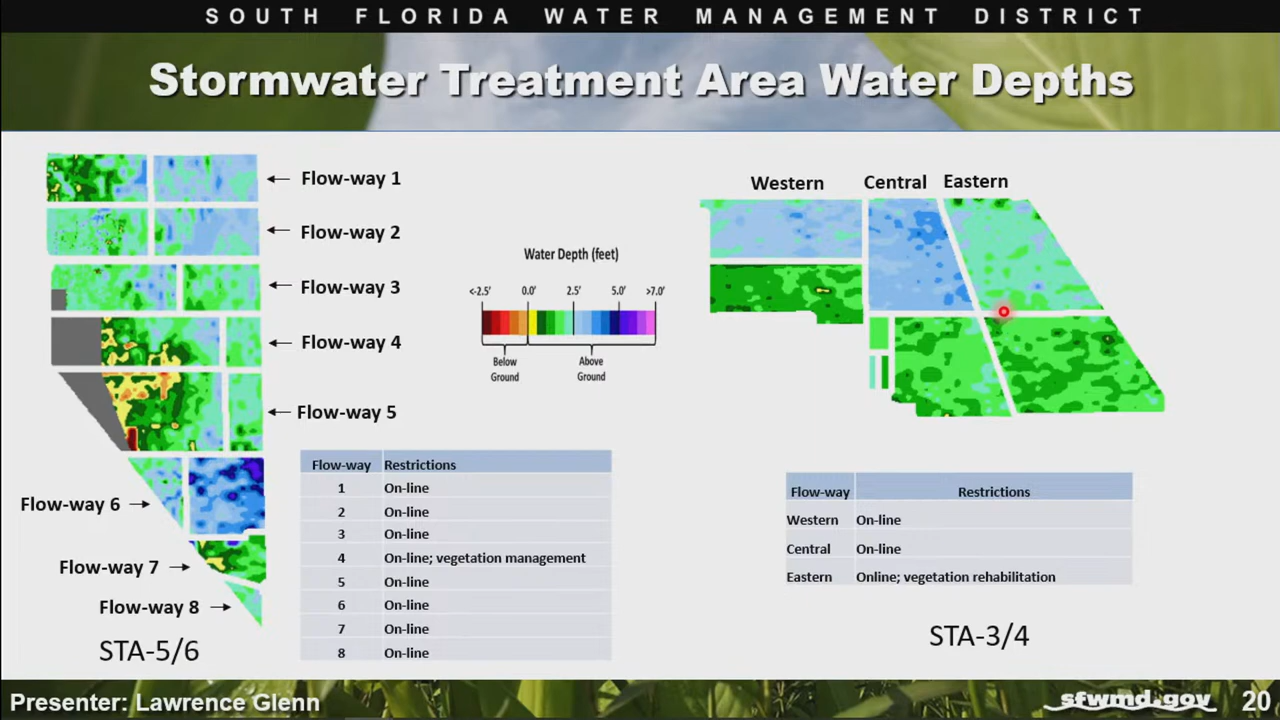 SOUTH FLORIDA WATER MANAGEMENT DISTRICT
Stormwater Treatment Area Water Depths
Flow-way 1
Flow-way 2
Flow-way 3
Flow-way 4
Flow-way 5
Flow-way 6
Flow-way 7
Flow-way 8
STA-5/6
Water Depth (feet)
<-2.5' 0.0' 2.5' 5.0' >7.0'
Below Ground
Above Ground
Flow-way Restrictions
1 On-line
2 On-line
3 On-line
4 On-line; vegetation management
5 On-line
6 On-line
7 On-line
8 On-line
Western Central Eastern
Flow-way Restrictions
Western On-line
Central On-line
Eastern Online; vegetation rehabilitation
STA-3/4
Presenter: Lawrence Glenn
sfwmd.gov
20